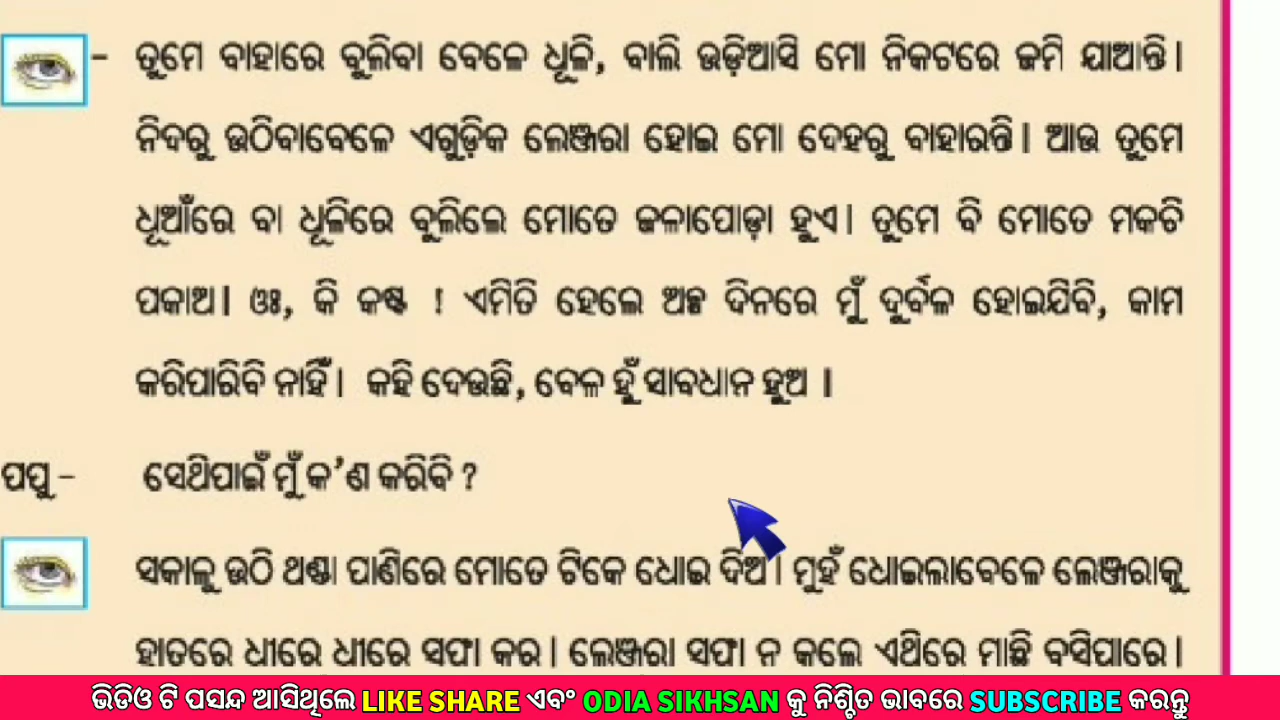 - ତୁମେ ବାହାରେ ବୁଲିବା ବେଳେ ଧୂଳି, ବାଲି ଉଡ଼ିଆସି ମୋ ନିକଟରେ ଜମି ଯାଆନ୍ତି।
ନିଦରୁ ଉଠିବାବେଳେ ଏଗୁଡ଼ିକ ଲେଞ୍ଜରା ହୋଇ ମୋ ଦେହରୁ ବାହାରନ୍ତି। ଆଉ ତୁମେ
ଧୂଆଁରେ ବା ଧୂଳିରେ ବୁଲିଲେ ମୋତେ ଜଳାପୋଡ଼ା ହୁଏ। ତୁମେ ବି ମୋତେ ମକଚି
ପକାଅ। ଓଃ, କି କଷ୍ଟ ! ଏମିତି ହେଲେ ଅଳ୍ପ ଦିନରେ ମୁଁ ଦୁର୍ବଳ ହୋଇଯିବି, କାମ
କରିପାରିବି ନାହିଁ। କହି ଦେଉଛି, ବେଳ ହୁଁ ସାବଧାନ ହୁଅ ।
ପପୁ - ସେଥିପାଇଁ ମୁଁ କ'ଣ କରିବି ?
ସକାଳୁ ଉଠି ଥଣ୍ଡା ପାଣିରେ ମୋତେ ଟିକେ ଧୋଇ ଦିଅ। ମୁହଁ ଧୋଇଲାବେଳେ ଲେଞ୍ଜରାକୁ
ହାତରେ ଧୀରେ ଧୀରେ ସଫା କର। ଲେଞ୍ଜରା ସଫା ନ କଲେ ଏଥିରେ ମାଛି ବସିପାରେ।
ଭିଡିଓ ଟି ପସନ୍ଦ ଆସିଥିଲେ LIKE SHARE ଏବଂ ODIA SIKHSAN କୁ ନିଶ୍ଚିତ ଭାବରେ SUBSCRIBE କରନ୍ତୁ